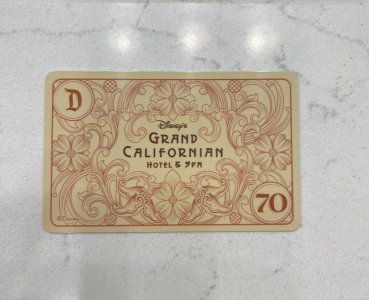 D
Disney's
GRAND
CALIFORNIAN
HOTEL & SPA
70
©Disney